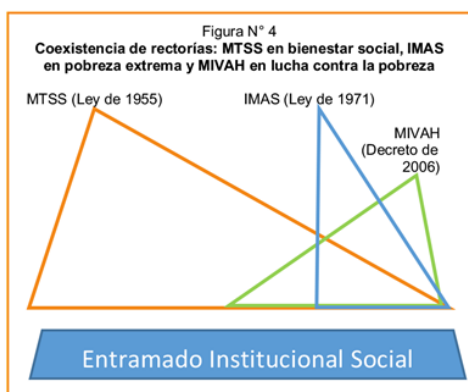 Figura N° 4
Coexistencia de rectorías: MTSS en bienestar social, IMAS
en pobreza extrema y MIVAH en lucha contra la pobreza
MTSS (Ley de 1955)
IMAS (Ley de 1971)
MIVAH
(Decreto de
2006)
Entramado Institucional Social